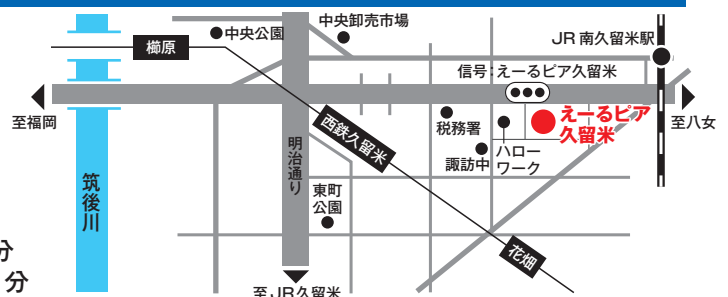 中央公園
中央卸売市場
櫛原
JR 南久留米駅
信号：えーるピア久留米
至福岡
税務署
えーるピア
久留米
至八女
ハロー
ワーク
諏訪中
西鉄久留米
明治通り
筑後川
東町
公園
花畑
分
分
至JR久留米